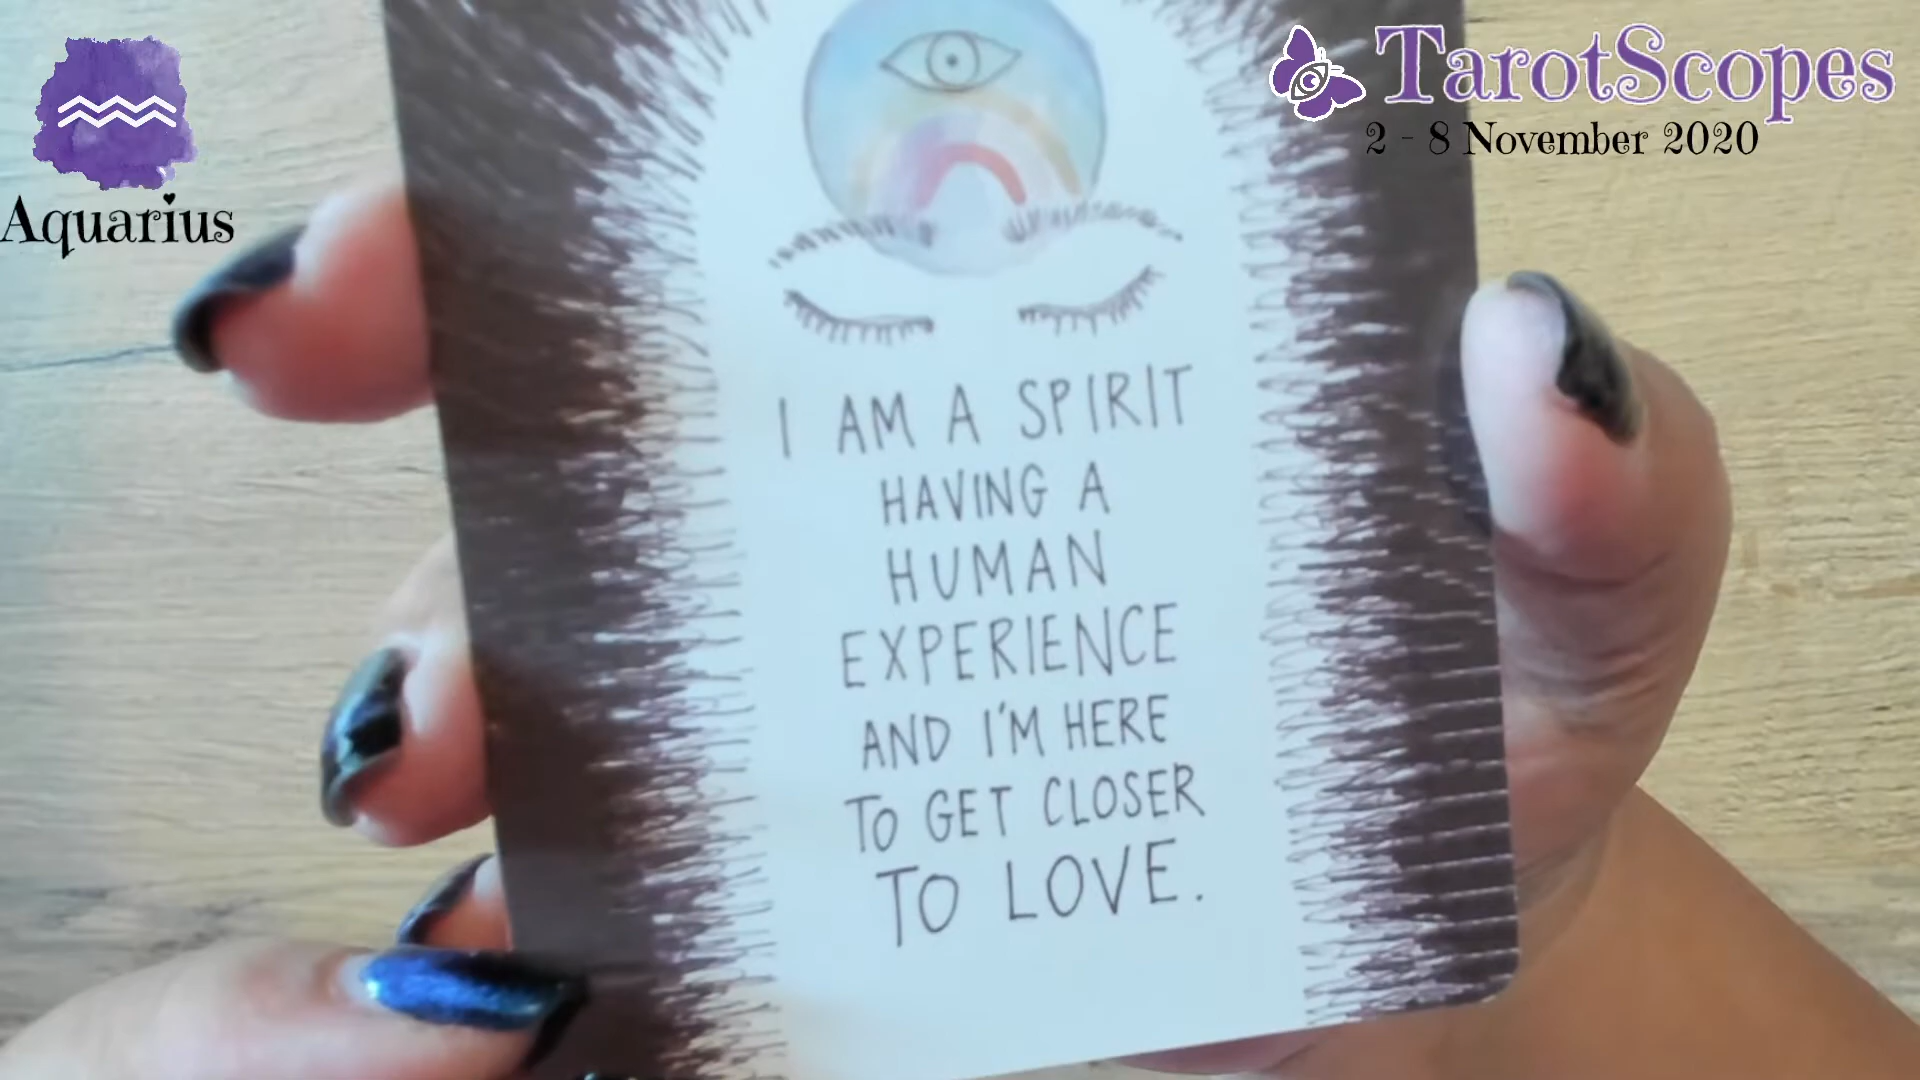 Aquarius
TarotScopes
2 - 8 November 2020
I AM A SPIRIT
HAVING A
HUMAN
EXPERIENCE
AND I'M HERE
TO GET CLOSER
TO LOVE.